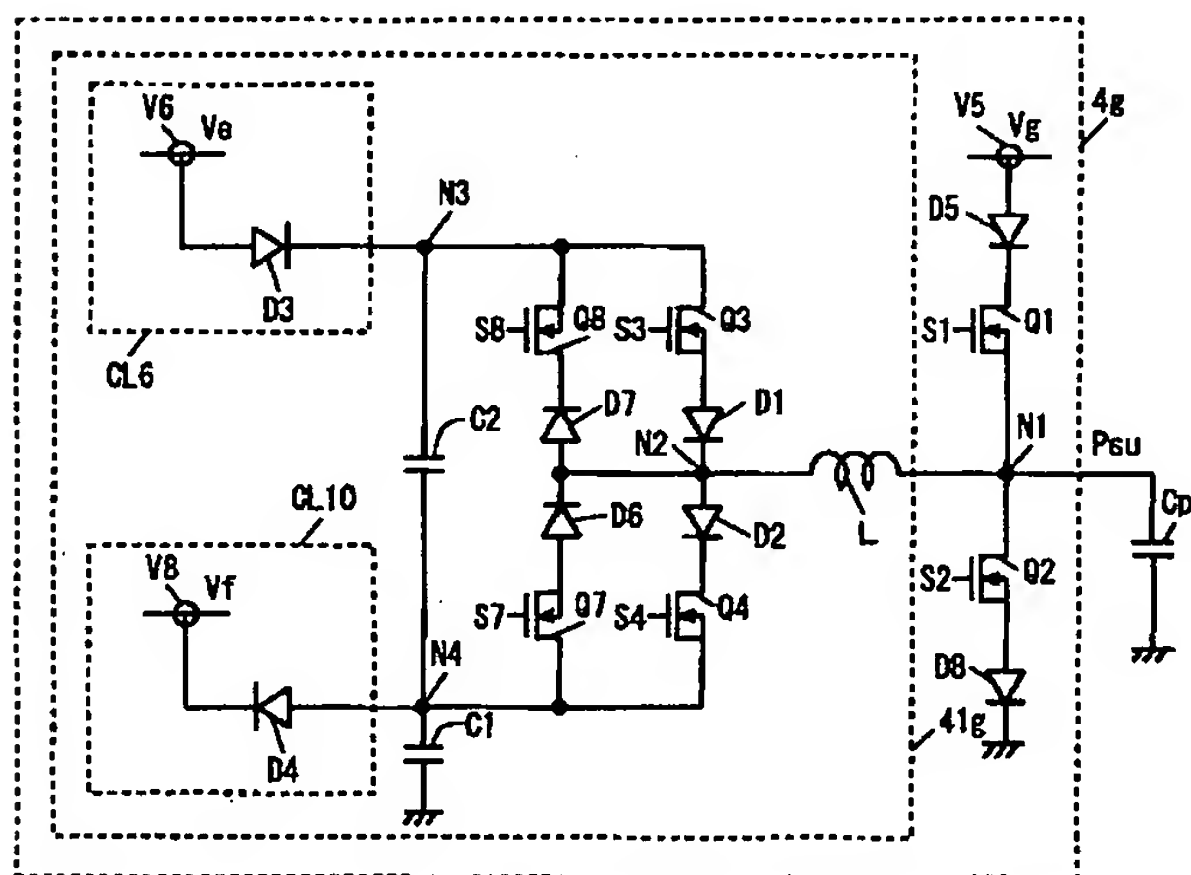 V6 Ve
D3
CL6
N3
S8 Q8
S3 Q3
V5 Vg
4g
D5
S1 Q1
C2
D7
D1
N2
N1
Psu
Cp
L
CL10
V8 Vf
D4
D6
D2
S7 Q7
S4 Q4
S2 Q2
N4
C1
D8
41g